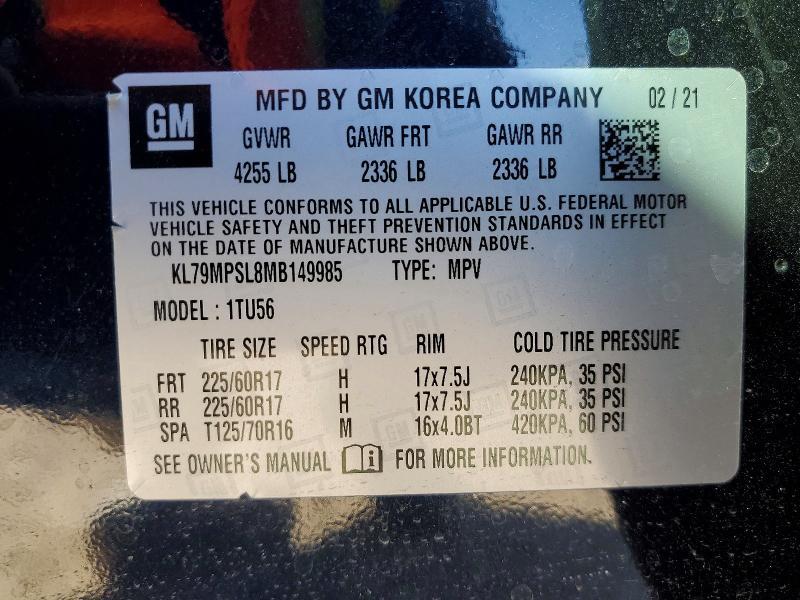 GM
MFD BY GM KOREA COMPANY 02 / 21
GVWR GAWR FRT GAWR RR
4255 LB 2336 LB 2336 LB
THIS VEHICLE CONFORMS TO ALL APPLICABLE U.S. FEDERAL MOTOR
VEHICLE SAFETY AND THEFT PREVENTION STANDARDS IN EFFECT
ON THE DATE OF MANUFACTURE SHOWN ABOVE.
KL79MPSL8MB149985 TYPE: MPV
MODEL : 1TU56
TIRE SIZE SPEED RTG RIM COLD TIRE PRESSURE
FRT 225/60R17 H 17x7.5J 240KPA, 35 PSI
RR 225/60R17 H 17x7.5J 240KPA, 35 PSI
SPA T125/70R16 M 16x4.0BT 420KPA, 60 PSI
SEE OWNER'S MANUAL i FOR MORE INFORMATION.